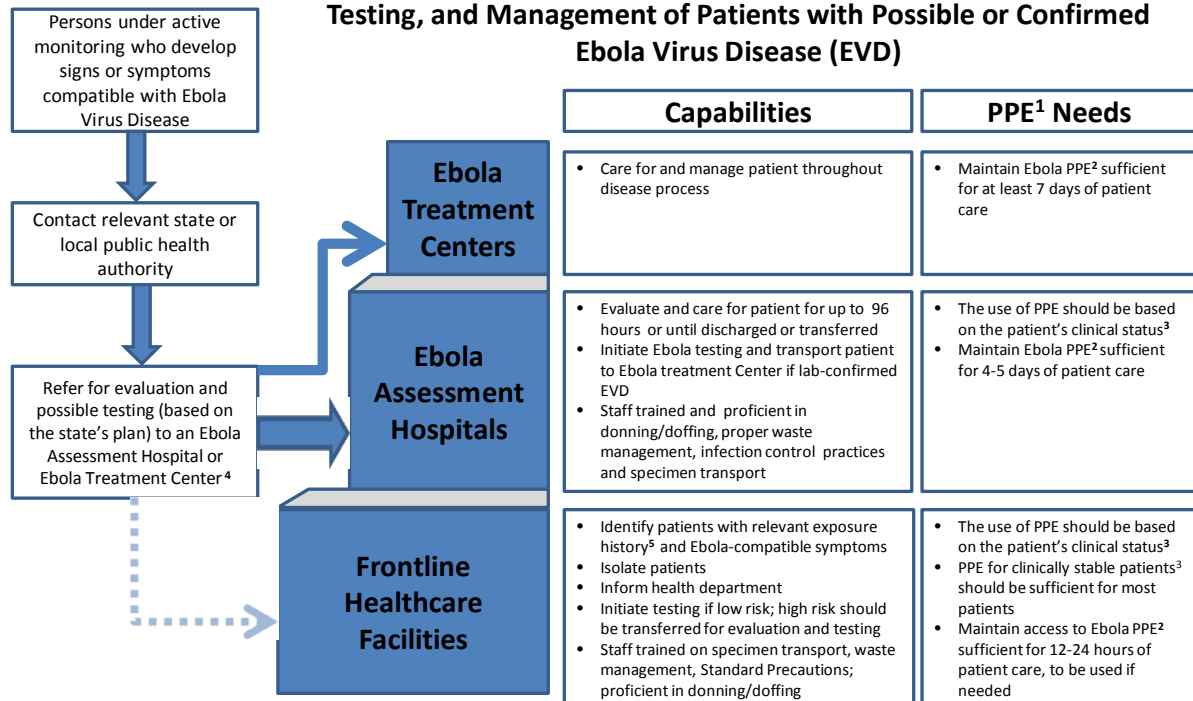 Testing, and Management of Patients with Possible or Confirmed
Ebola Virus Disease (EVD)
Persons under active
monitoring who develop
signs or symptoms
compatible with Ebola
Virus Disease
Contact relevant state or
local public health
authority
Refer for evaluation and
possible testing (based on
the state’s plan) to an Ebola
Assessment Hospital or
Ebola Treatment Center ⁴
Capabilities
PPE¹ Needs
Ebola
Treatment
Centers
• Care for and manage patient throughout
disease process
• Maintain Ebola PPE² sufficient
for at least 7 days of patient
care
Ebola
Assessment
Hospitals
• Evaluate and care for patient for up to 96
hours or until discharged or transferred
• Initiate Ebola testing and transport patient
to Ebola treatment Center if lab-confirmed
EVD
• Staff trained and proficient in
donning/doffing, proper waste
management, infection control practices
and specimen transport
• The use of PPE should be based
on the patient’s clinical status³
• Maintain Ebola PPE² sufficient
for 4-5 days of patient care
Frontline
Healthcare
Facilities
• Identify patients with relevant exposure
history⁵ and Ebola-compatible symptoms
• Isolate patients
• Inform health department
• Initiate testing if low risk; high risk should
be transferred for evaluation and testing
• Staff trained on specimen transport, waste
management, Standard Precautions;
proficient in donning/doffing
• The use of PPE should be based
on the patient’s clinical status³
• PPE for clinically stable patients³
should be sufficient for most
patients
• Maintain access to Ebola PPE²
sufficient for 12-24 hours of
patient care, to be used if
needed